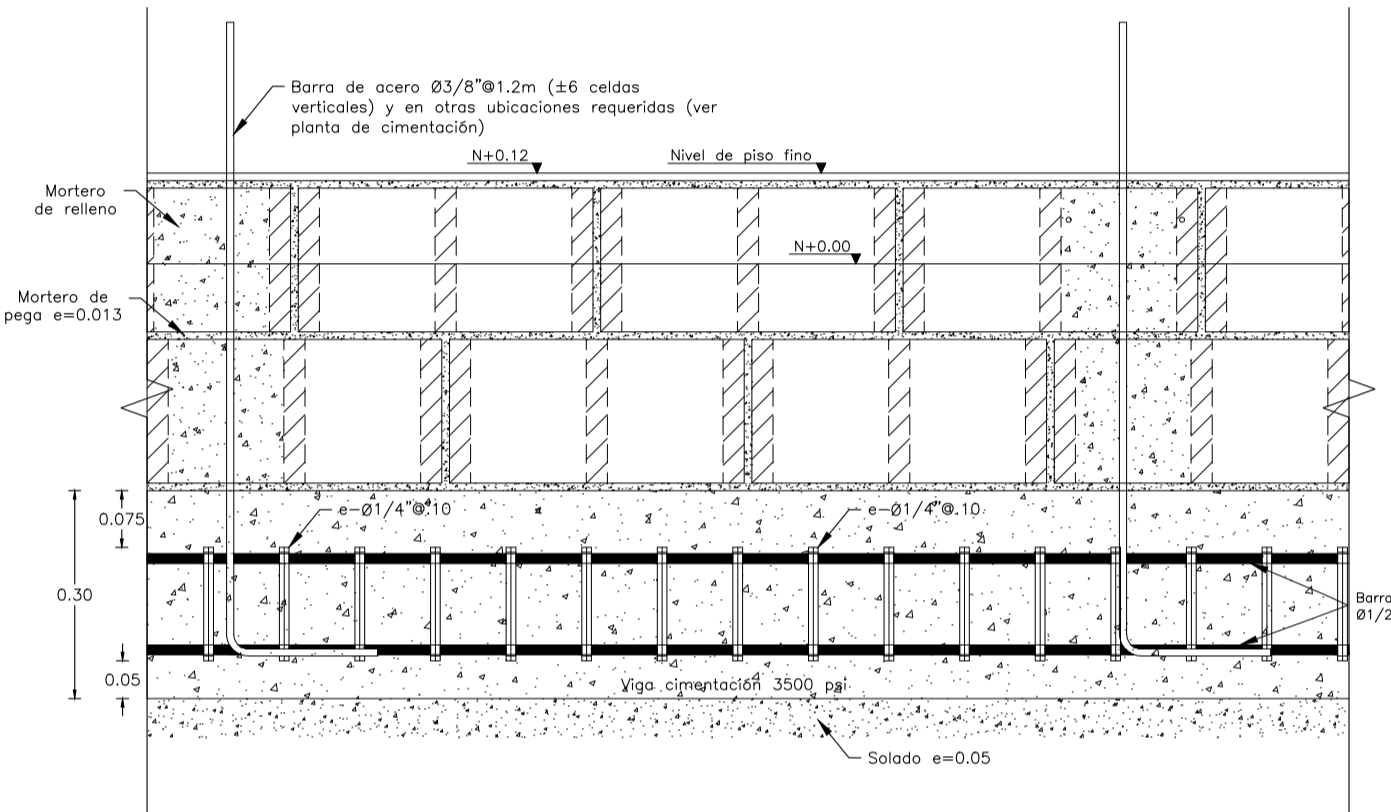 Barra de acero Ø3/8"@1.2m (±6 celdas
verticales) y en otras ubicaciones requeridas (ver
planta de cimentación)
N+0.12
Nivel de piso fino
Mortero
de relleno
N+0.00
Mortero de
pega e=0.013
0.075
e-Ø1/4"@.10
e-Ø1/4"@.10
0.30
Barra
Ø1/2
0.05
Viga cimentación 3500 psi
Solado e=0.05